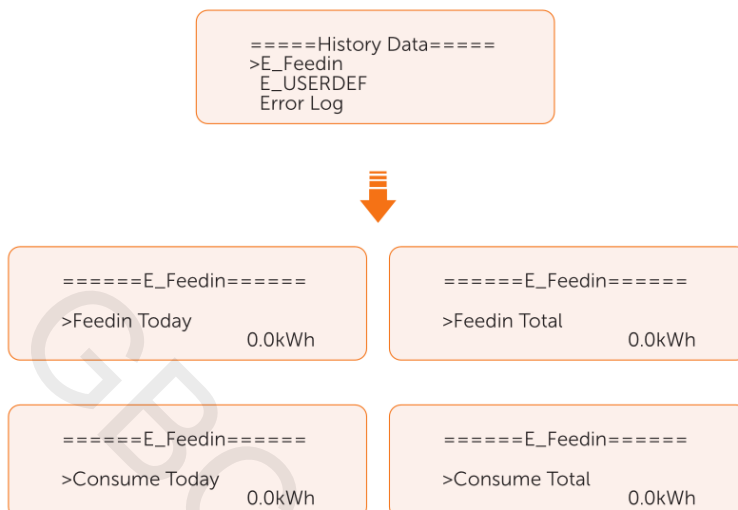 =====History Data=====
>E_Feedin
E_USERDEF
Error Log
======E_Feedin======
>Feedin Today
0.0kWh
======E_Feedin======
>Feedin Total
0.0kWh
======E_Feedin======
>Consume Today
0.0kWh
======E_Feedin======
>Consume Total
0.0kWh